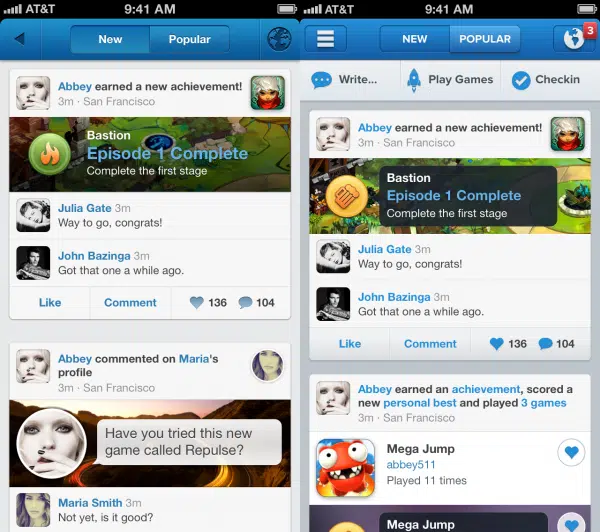 AT&T 9:41 AM
New Popular
Abbey earned a new achievement!
3m · San Francisco
Bastion
Episode 1 Complete
Complete the first stage
Julia Gate 3m
Way to go, congrats!
John Bazinga 3m
Got that one a while ago.
Like Comment 136 104
Abbey commented on Maria's
profile
3m · San Francisco
Have you tried this new
game called Repulse?
Maria Smith 3m
Not yet, is it good?
AT&T 9:41 AM
NEW POPULAR 3
Write... Play Games Checkin
Abbey earned a new achievement!
3m · San Francisco
Bastion
Episode 1 Complete
Complete the first stage
Julia Gate 3m
Way to go, congrats!
John Bazinga 3m
Got that one a while ago.
Like Comment 136 104
Abbey earned an achievement, scored a
new personal best and played 3 games
3m · San Francisco
Mega Jump
abbey511
Played 11 times
Mega Jump